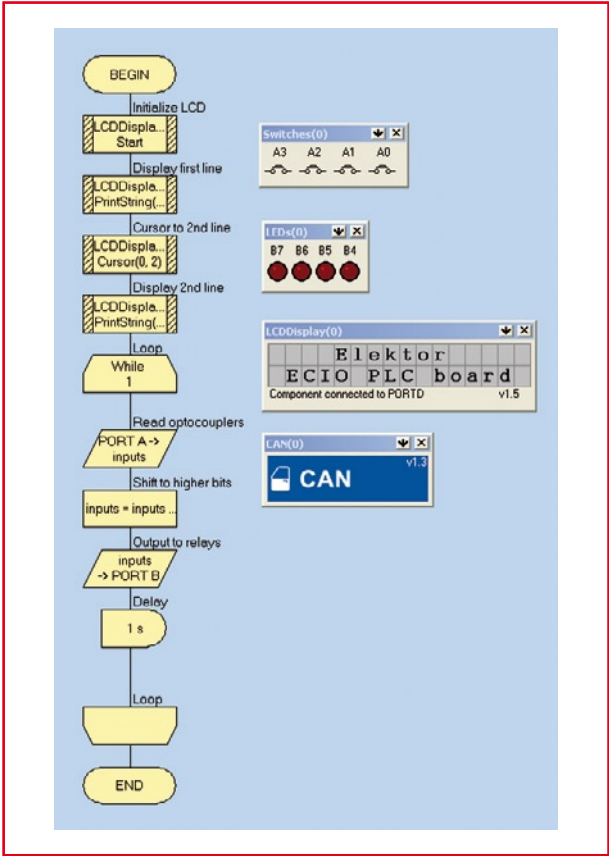 BEGIN
Initialize LCD
LCDDispla...
Start
Display first line
LCDDispla...
PrintString(...
Cursor to 2nd line
LCDDispla...
Cursor(0, 2)
Display 2nd line
LCDDispla...
PrintString(...
Loop
While
1
Read optocouplers
PORT A ->
inputs
Shift to higher bits
inputs = inputs ...
Output to relays
inputs
-> PORT B
Delay
1 s
Loop
END
Switches(0)
A3 A2 A1 A0
LEDs(0)
B7 B6 B5 B4
LCDDisplay(0)
Elektor
ECIO PLC board
Component connected to PORTD v1.5
CAN(0)
v1.3
CAN